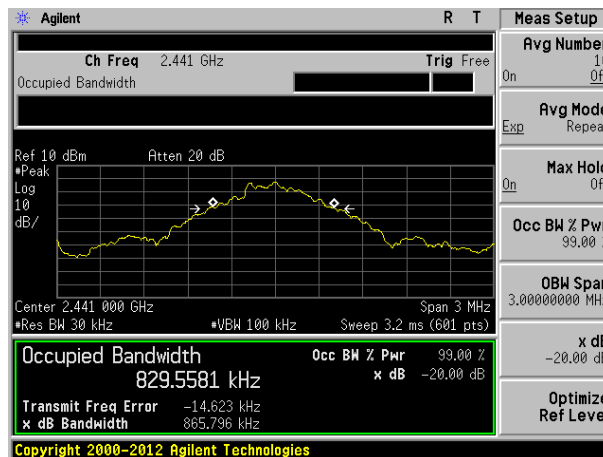 Agilent R T Meas Setup
Ch Freq 2.441 GHz Trig Free
Occupied Bandwidth
Ref 10 dBm Atten 20 dB
#Peak
Log
10
dB/
Center 2.441 000 GHz Span 3 MHz
#Res BW 30 kHz #VBW 100 kHz Sweep 3.2 ms (601 pts)
Occupied Bandwidth Occ BW % Pwr 99.00 %
829.5581 kHz x dB -20.00 dB
Transmit Freq Error -14.623 kHz
x dB Bandwidth 865.796 kHz
Copyright 2000-2012 Agilent Technologies
Avg Number
On
Avg Mode
Exp Repea
Max Hold
On
Occ BW % Pwr
99.00
OBW Span
3.00000000 MH
x dB
-20.00 dB
Optimize
Ref Level